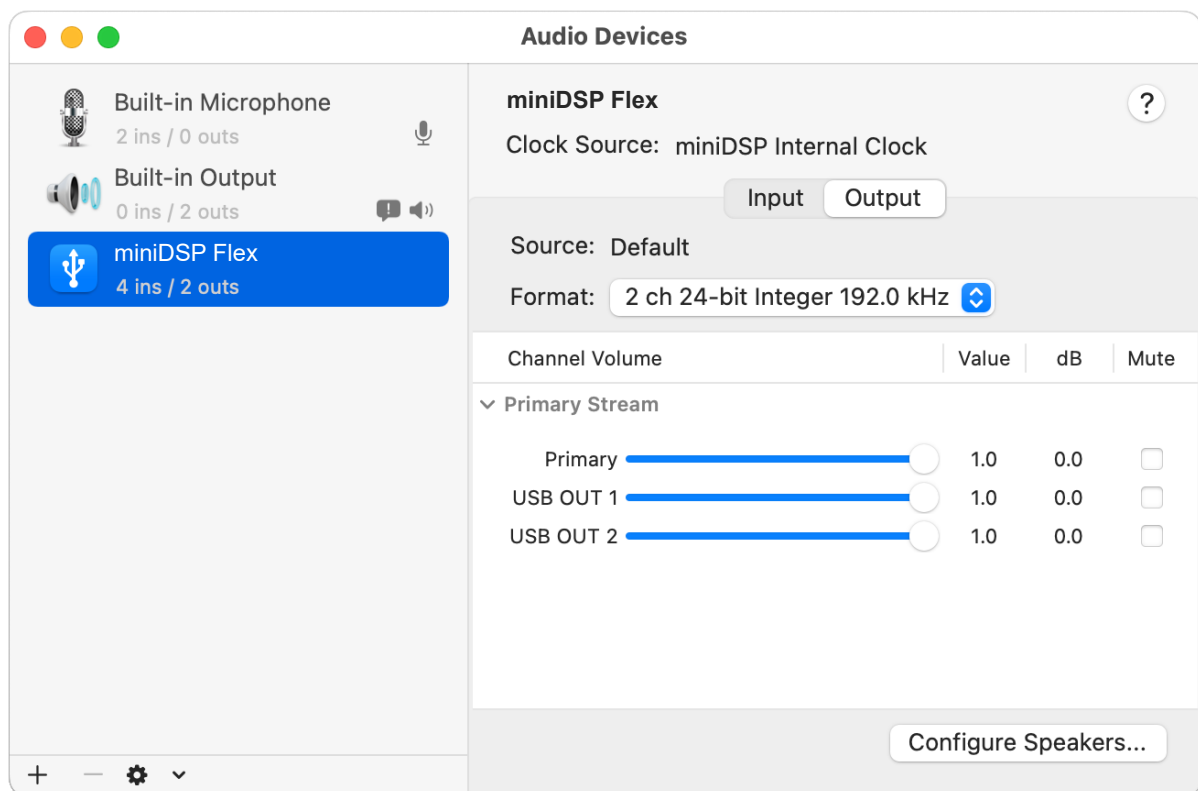 Audio Devices
Built-in Microphone
2 ins / 0 outs
Built-in Output
0 ins / 2 outs
miniDSP Flex
4 ins / 2 outs
miniDSP Flex
?
Clock Source: miniDSP Internal Clock
Input Output
Source: Default
Format: 2 ch 24-bit Integer 192.0 kHz
Channel Volume Value dB Mute
Primary Stream
Primary 1.0 0.0
USB OUT 1 1.0 0.0
USB OUT 2 1.0 0.0
Configure Speakers...